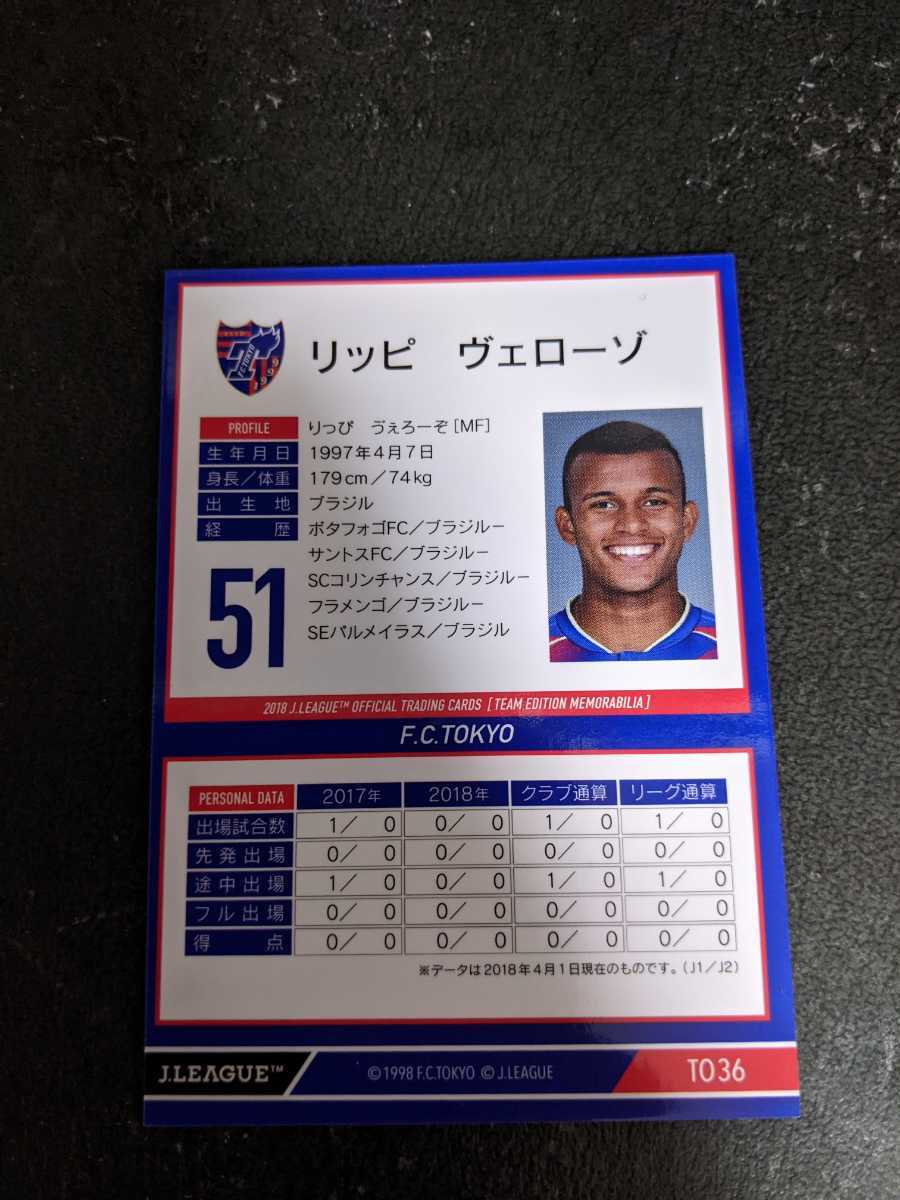 FC TOKYO
1999
リッピ　ヴェローゾ
PROFILE りっぴ　ゔぇろーぞ[MF]
生年月日 1997年4月7日
身長／体重 179cm／74kg
出生地 ブラジル
経歴 ボタフォゴFC／ブラジル−
サントスFC／ブラジル−
SCコリンチャンス／ブラジル−
フラメンゴ／ブラジル−
SEパルメイラス／ブラジル
51
2018 J.LEAGUE™ OFFICIAL TRADING CARDS [TEAM EDITION MEMORABILIA]
F.C.TOKYO
PERSONAL DATA 2017年 2018年 クラブ通算 リーグ通算
出場試合数 1／ 0 0／ 0 1／ 0 1／ 0
先発出場 0／ 0 0／ 0 0／ 0 0／ 0
途中出場 1／ 0 0／ 0 1／ 0 1／ 0
フル出場 0／ 0 0／ 0 0／ 0 0／ 0
得点 0／ 0 0／ 0 0／ 0 0／ 0
※データは2018年4月1日現在のものです。(J1／J2)
J.LEAGUE™ ©1998 F.C.TOKYO © J.LEAGUE TO36